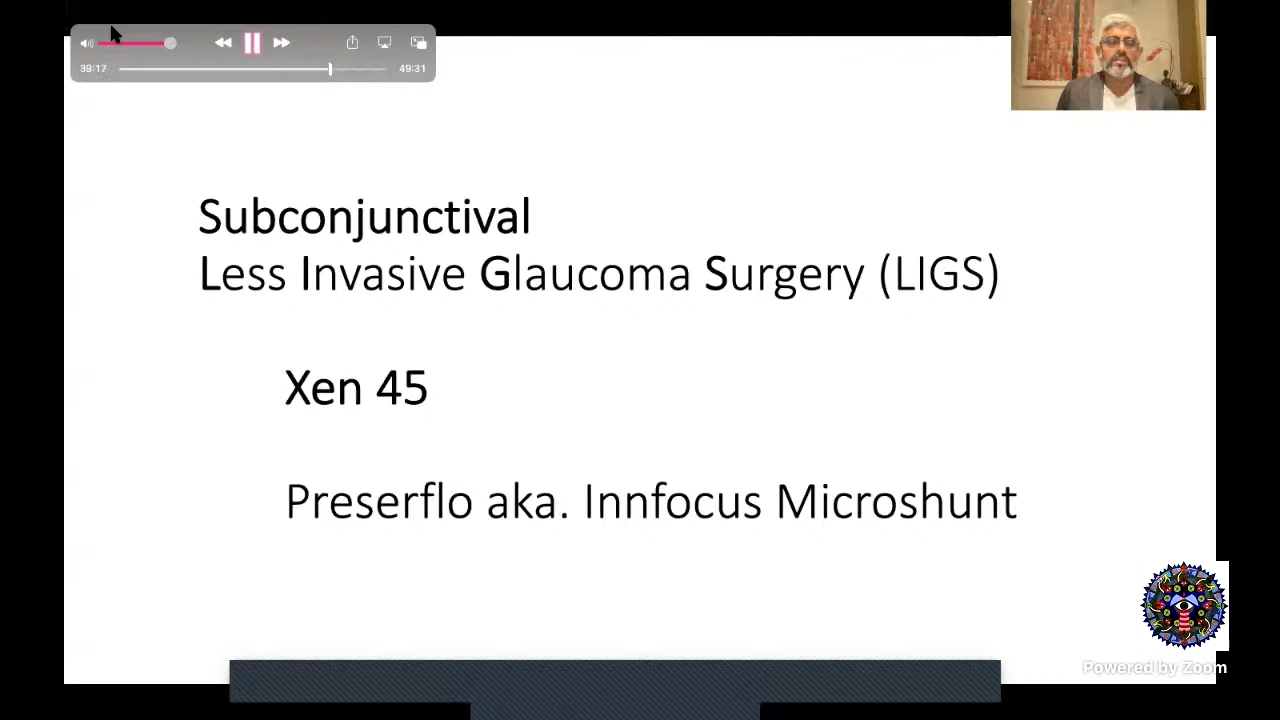 39:17
49:31
Subconjunctival
Less Invasive Glaucoma Surgery (LIGS)
Xen 45
Preserflo aka. Innfocus Microshunt
Powered by Zoom